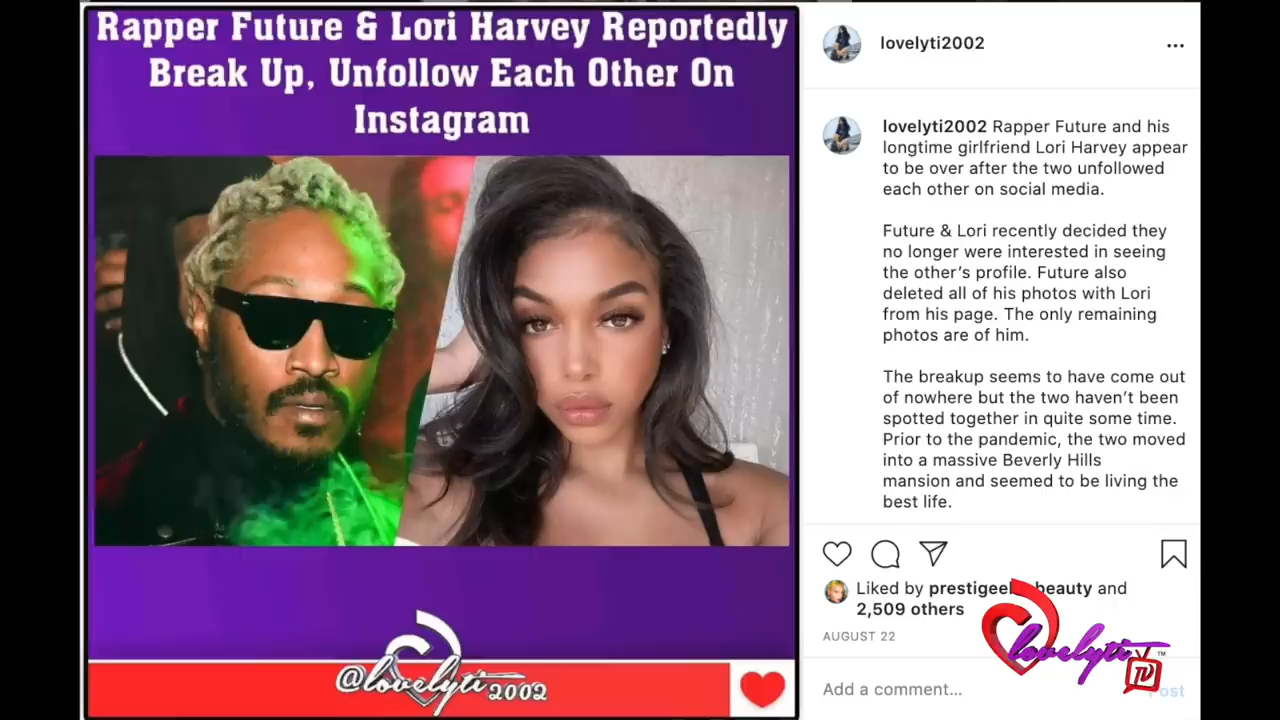 Rapper Future & Lori Harvey Reportedly
Break Up, Unfollow Each Other On
Instagram
@lovelyti2002
lovelyti2002
lovelyti2002 Rapper Future and his
longtime girlfriend Lori Harvey appear
to be over after the two unfollowed
each other on social media.
Future & Lori recently decided they
no longer were interested in seeing
the other's profile. Future also
deleted all of his photos with Lori
from his page. The only remaining
photos are of him.
The breakup seems to have come out
of nowhere but the two haven't been
spotted together in quite some time.
Prior to the pandemic, the two moved
into a massive Beverly Hills
mansion and seemed to be living the
best life.
Liked by and
2,509 others
AUGUST 22
lovelyti TV ™
Add a comment...
Post